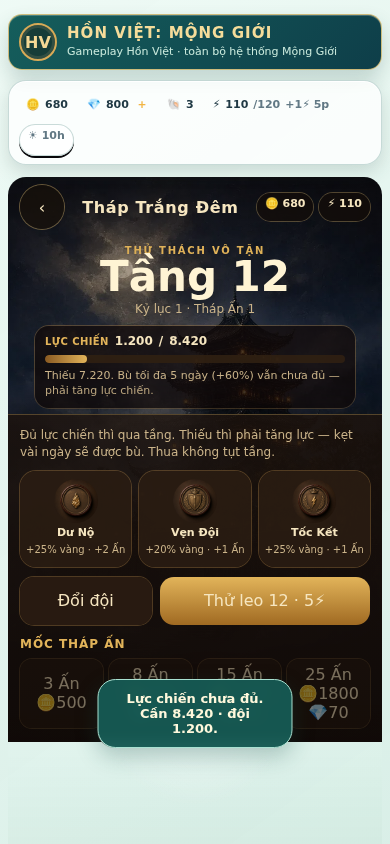 HV
HỒN VIỆT: MỘNG GIỚI
Gameplay Hồn Việt · toàn bộ hệ thống Mộng Giới
680 800 + 3 110 /120 +1⚡ 5p
10h
‹ Tháp Trắng Đêm 680 ⚡ 110
THỬ THÁCH VÔ TẬN
Tầng 12
Kỷ lục 1 · Tháp Ấn 1
LỰC CHIẾN 1.200 / 8.420
Thiếu 7.220. Bù tối đa 5 ngày (+60%) vẫn chưa đủ —
phải tăng lực chiến.
Đủ lực chiến thì qua tầng. Thiếu thì phải tăng lực — kẹt
vài ngày sẽ được bù. Thua không tụt tầng.
Dư Nộ
+25% vàng · +2 Ấn
Vẹn Đội
+20% vàng · +1 Ấn
Tốc Kết
+25% vàng · +1 Ấn
Đổi đội
Thử leo 12 · 5⚡
MỐC THÁP ẤN
3 Ấn
500
8 Ấn
15 Ấn
25 Ấn
1800
70
Lực chiến chưa đủ.
Cần 8.420 · đội
1.200.